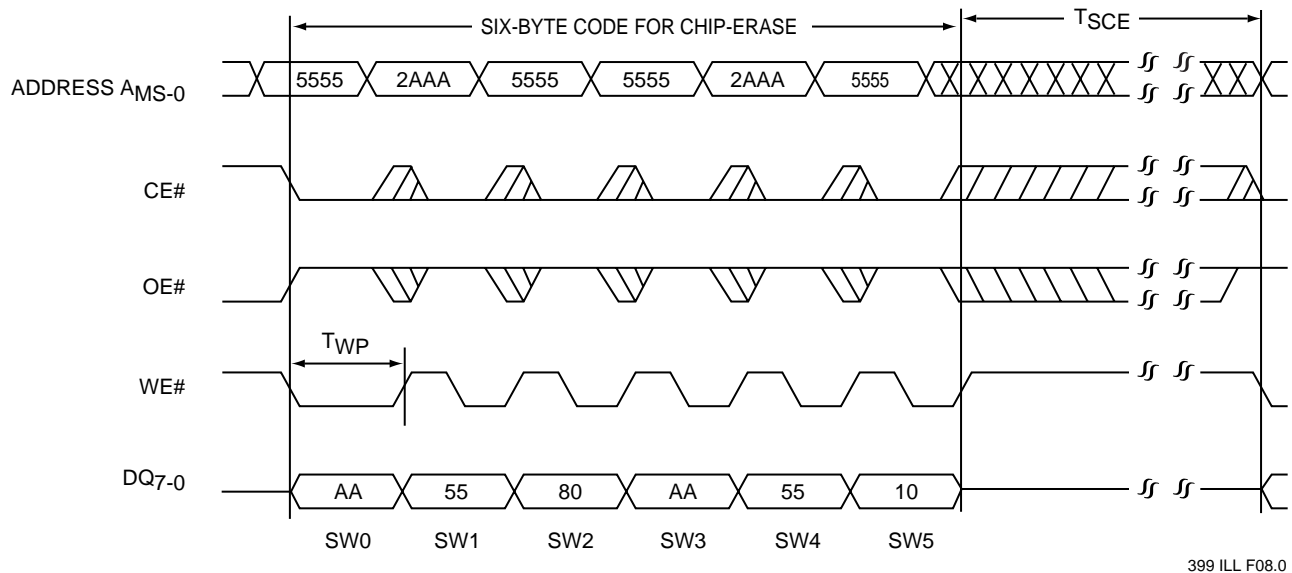 SIX-BYTE CODE FOR CHIP-ERASE
TSCE
ADDRESS AMS-0
5555 2AAA 5555 5555 2AAA 5555
CE#
OE#
TWP
WE#
DQ7-0
AA 55 80 AA 55 10
SW0 SW1 SW2 SW3 SW4 SW5
399 ILL F08.0